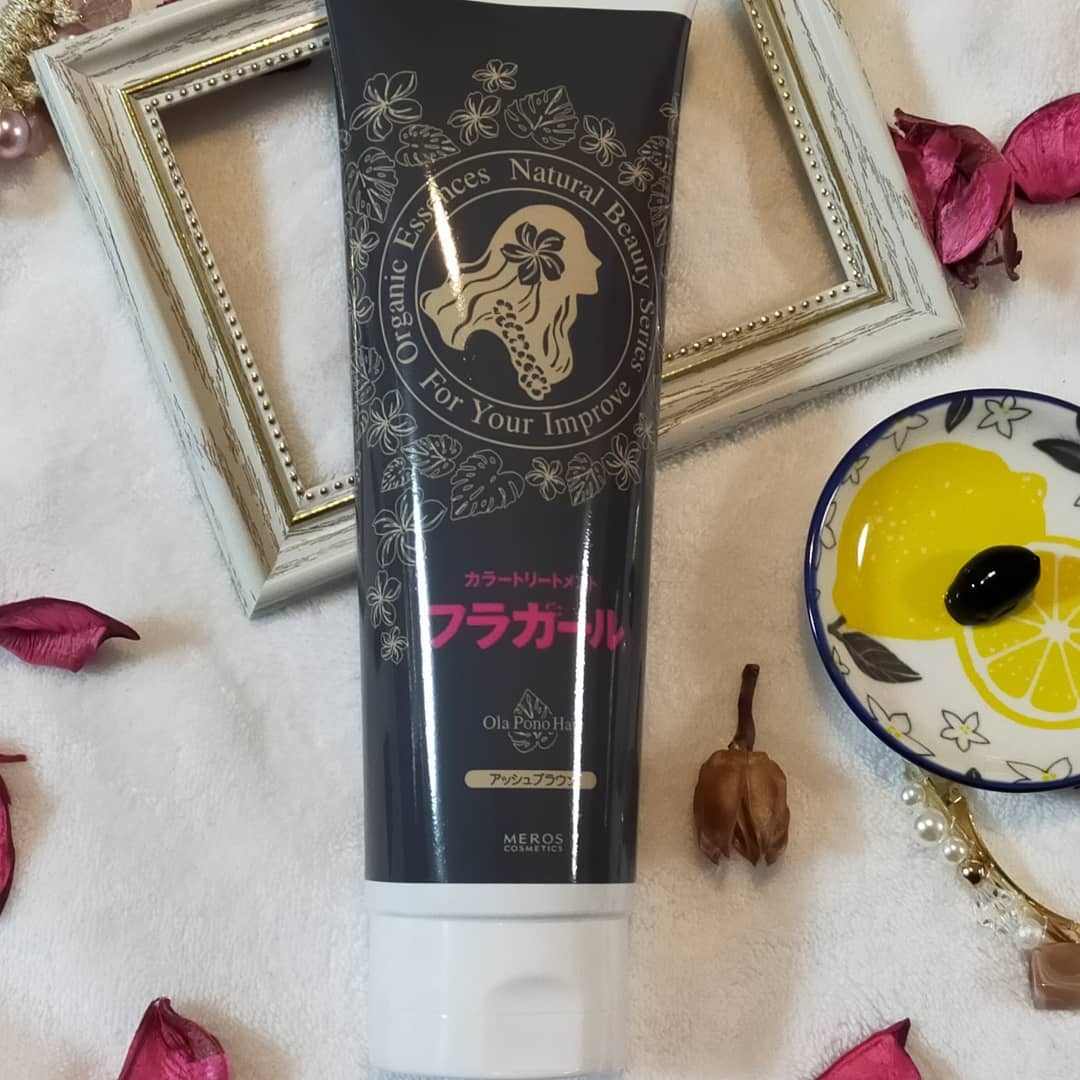 Organic Essences Natural Beauty Series
For Your Improve
カラートリートメント
フラガール
Ola Pono Hair
アッシュブラウン
MEROS
COSMETICS